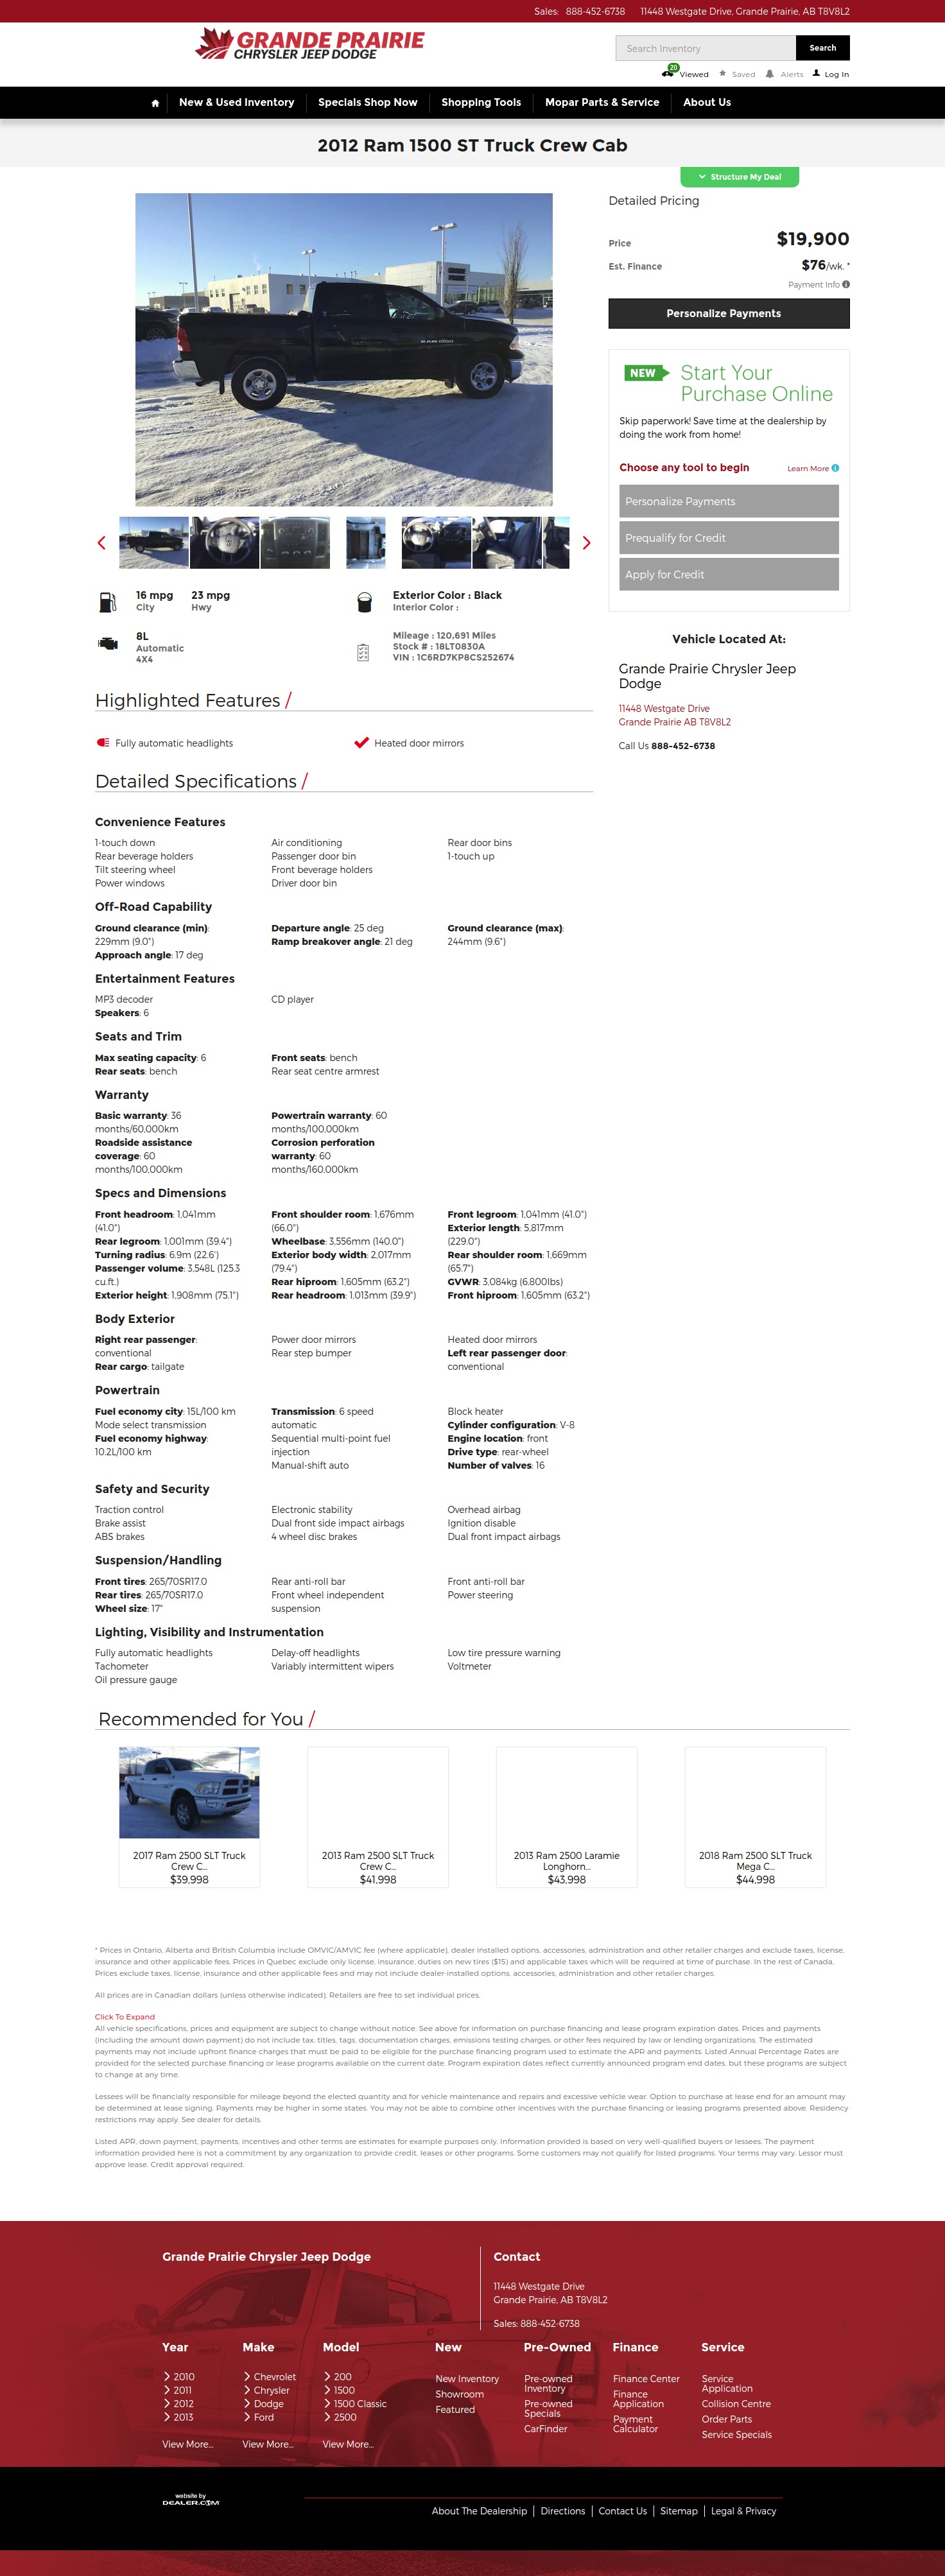 Sales: 888-452-6738 11448 Westgate Drive, Grande Prairie, AB T8V8L2
GRANDE PRAIRIE
CHRYSLER JEEP DODGE
Search Inventory Search
20 Viewed Saved Alerts Log In
New & Used Inventory Specials Shop Now Shopping Tools Mopar Parts & Service About Us
2012 Ram 1500 ST Truck Crew Cab
Structure My Deal
Detailed Pricing
Price $19,900
Est. Finance $76/wk. *
Payment Info
Personalize Payments
NEW Start Your
Purchase Online
Skip paperwork! Save time at the dealership by
doing the work from home!
Choose any tool to begin Learn More
Personalize Payments
Prequalify for Credit
Apply for Credit
Vehicle Located At:
Grande Prairie Chrysler Jeep
Dodge
11448 Westgate Drive
Grande Prairie AB T8V8L2
Call Us 888-452-6738
16 mpg 23 mpg
City Hwy
Exterior Color : Black
Interior Color :
8L
Automatic
4X4
Mileage : 120,691 Miles
Stock # : 18LT0830A
VIN : 1C6RD7KP8CS252674
Highlighted Features /
Fully automatic headlights Heated door mirrors
Detailed Specifications /
Convenience Features
1-touch down Air conditioning Rear door bins
Rear beverage holders Passenger door bin 1-touch up
Tilt steering wheel Front beverage holders
Power windows Driver door bin
Off-Road Capability
Ground clearance (min): Departure angle: 25 deg Ground clearance (max):
229mm (9.0") Ramp breakover angle: 21 deg 244mm (9.6")
Approach angle: 17 deg
Entertainment Features
MP3 decoder CD player
Speakers: 6
Seats and Trim
Max seating capacity: 6 Front seats: bench
Rear seats: bench Rear seat centre armrest
Warranty
Basic warranty: 36 Powertrain warranty: 60
months/60,000km months/100,000km
Roadside assistance Corrosion perforation
coverage: 60 warranty: 60
months/100,000km months/160,000km
Specs and Dimensions
Front headroom: 1,041mm Front shoulder room: 1,676mm Front legroom: 1,041mm (41.0")
(41.0") (66.0") Exterior length: 5,817mm
Rear legroom: 1,001mm (39.4") Wheelbase: 3,556mm (140.0") (229.0")
Turning radius: 6.9m (22.6') Exterior body width: 2,017mm Rear shoulder room: 1,669mm
Passenger volume: 3,548L (125.3 (79.4") (65.7")
cu.ft.) Rear hiproom: 1,605mm (63.2") GVWR: 3,084kg (6,800lbs)
Exterior height: 1,908mm (75.1") Rear headroom: 1,013mm (39.9") Front hiproom: 1,605mm (63.2")
Body Exterior
Right rear passenger: Power door mirrors Heated door mirrors
conventional Rear step bumper Left rear passenger door:
Rear cargo: tailgate conventional
Powertrain
Fuel economy city: 15L/100 km Transmission: 6 speed Block heater
Mode select transmission automatic Cylinder configuration: V-8
Fuel economy highway: Sequential multi-point fuel Engine location: front
10.2L/100 km injection Drive type: rear-wheel
Manual-shift auto Number of valves: 16
Safety and Security
Traction control Electronic stability Overhead airbag
Brake assist Dual front side impact airbags Ignition disable
ABS brakes 4 wheel disc brakes Dual front impact airbags
Suspension/Handling
Front tires: 265/70SR17.0 Rear anti-roll bar Front anti-roll bar
Rear tires: 265/70SR17.0 Front wheel independent Power steering
Wheel size: 17" suspension
Lighting, Visibility and Instrumentation
Fully automatic headlights Delay-off headlights Low tire pressure warning
Tachometer Variably intermittent wipers Voltmeter
Oil pressure gauge
Recommended for You /
2017 Ram 2500 SLT Truck 2013 Ram 2500 SLT Truck 2013 Ram 2500 Laramie 2018 Ram 2500 SLT Truck
Crew C... Crew C... Longhorn... Mega C...
$39,998 $41,998 $43,998 $44,998
* Prices in Ontario, Alberta and British Columbia include OMVIC/AMVIC fee (where applicable), dealer installed options, accessories, administration and other retailer charges and exclude taxes, license,
insurance and other applicable fees. Prices in Quebec exclude only license, insurance, duties on new tires ($15) and applicable taxes which will be required at time of purchase. In the rest of Canada,
Prices exclude taxes, license, insurance and other applicable fees and may not include dealer-installed options, accessories, administration and other retailer charges.
All prices are in Canadian dollars (unless otherwise indicated). Retailers are free to set individual prices.
Click To Expand
All vehicle specifications, prices and equipment are subject to change without notice. See above for information on purchase financing and lease program expiration dates. Prices and payments
(including the amount down payment) do not include tax, titles, tags, documentation charges, emissions testing charges, or other fees required by law or lending organizations. The estimated
payments may not include upfront finance charges that must be paid to be eligible for the purchase financing program used to estimate the APR and payments. Listed Annual Percentage Rates are
provided for the selected purchase financing or lease programs available on the current date. Program expiration dates reflect currently announced program end dates, but these programs are subject
to change at any time.
Lessees will be financially responsible for mileage beyond the elected quantity and for vehicle maintenance and repairs and excessive vehicle wear. Option to purchase at lease end for an amount may
be determined at lease signing. Payments may be higher in some states. You may not be able to combine other incentives with the purchase financing or leasing programs presented above. Residency
restrictions may apply. See dealer for details.
Listed APR, down payment, payments, incentives and other terms are estimates for example purposes only. Information provided is based on very well-qualified buyers or lessees. The payment
information provided here is not a commitment by any organization to provide credit, leases or other programs. Some customers may not qualify for listed programs. Your terms may vary. Lessor must
approve lease. Credit approval required.
Grande Prairie Chrysler Jeep Dodge Contact
11448 Westgate Drive
Grande Prairie, AB T8V8L2
Sales: 888-452-6738
Year Make Model New Pre-Owned Finance Service
2010 Chevrolet 200 New Inventory Pre-owned Inventory Finance Center Service Application
2011 Chrysler 1500 Showroom Pre-owned Specials Finance Application Collision Centre
2012 Dodge 1500 Classic Featured CarFinder Payment Calculator Order Parts
2013 Ford 2500 Service Specials
View More... View More... View More...
website by
DEALER.COM
About The Dealership Directions Contact Us Sitemap Legal & Privacy